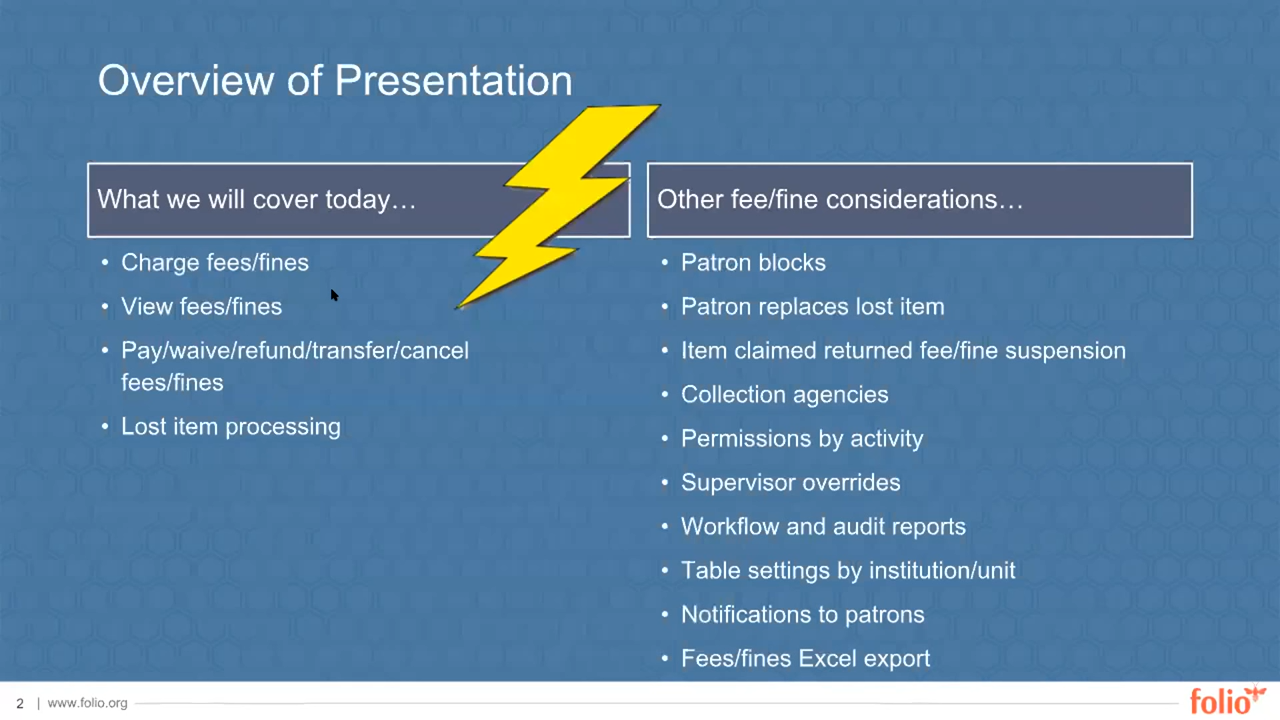 Overview of Presentation
What we will cover today…
• Charge fees/fines
• View fees/fines
• Pay/waive/refund/transfer/cancel
fees/fines
• Lost item processing
Other fee/fine considerations…
• Patron blocks
• Patron replaces lost item
• Item claimed returned fee/fine suspension
• Collection agencies
• Permissions by activity
• Supervisor overrides
• Workflow and audit reports
• Table settings by institution/unit
• Notifications to patrons
• Fees/fines Excel export
2 | www.folio.org
folio